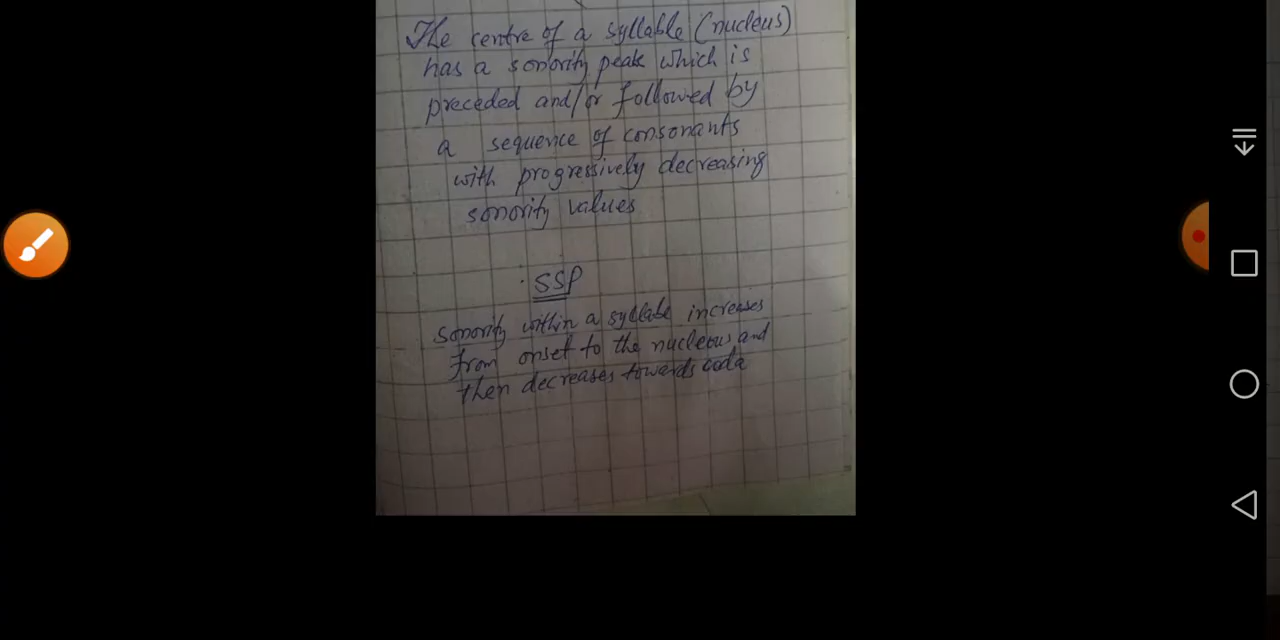 The centre of a syllable (nucleus)
has a sonority peak which is
preceded and/or followed by
a sequence of consonants
with progressively decreasing
sonority values
SSP
sonority within a syllable increases
from onset to the nucleous and
then decreases towards coda